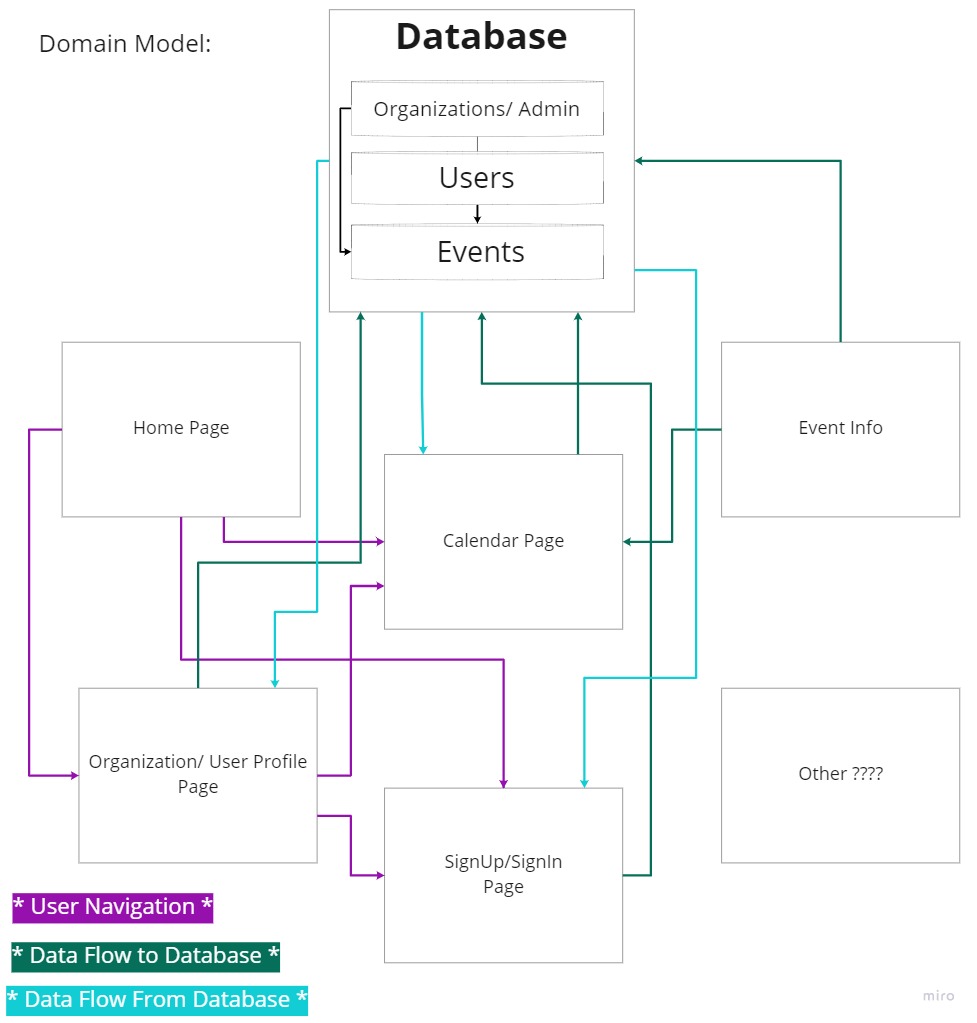 Domain Model:
Database
Organizations/ Admin
Users
Events
Home Page
Event Info
Calendar Page
Organization/ User Profile
Page
Other ????
SignUp/SignIn
Page
* User Navigation *
* Data Flow to Database *
* Data Flow From Database *
miro